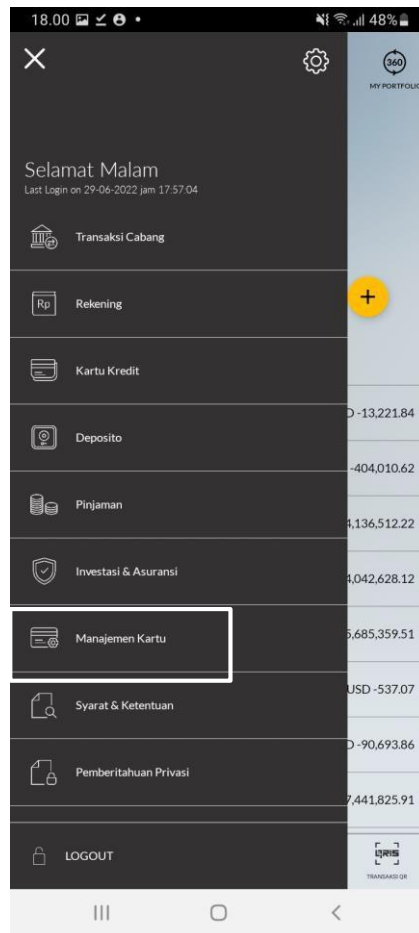 18.00
48%
360
MY PORTFOLIO
Selamat Malam
Last Login on 29-06-2022 jam 17:57:04
Transaksi Cabang
Rp
Rekening
Kartu Kredit
-13,221.84
Deposito
-404,010.62
Pinjaman
4,136,512.22
Investasi & Asuransi
4,042,628.12
Manajemen Kartu
5,685,359.51
USD -537.07
Syarat & Ketentuan
-90,693.86
Pemberitahuan Privasi
7,441,825.91
LOGOUT
QRIS
TRANSAKSI QR